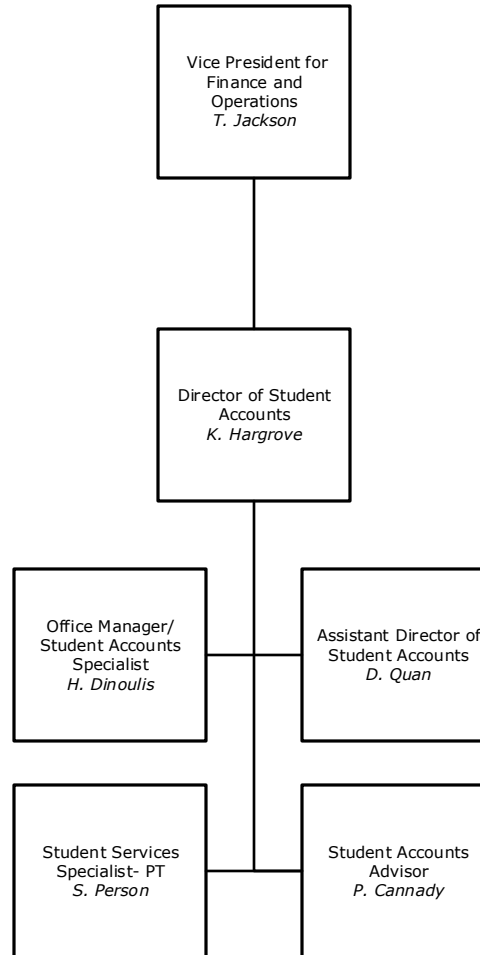 Vice President for
Finance and
Operations
T. Jackson
Director of Student
Accounts
K. Hargrove
Office Manager/
Student Accounts
Specialist
H. Dinoulis
Assistant Director of
Student Accounts
D. Quan
Student Services
Specialist- PT
S. Person
Student Accounts
Advisor
P. Cannady